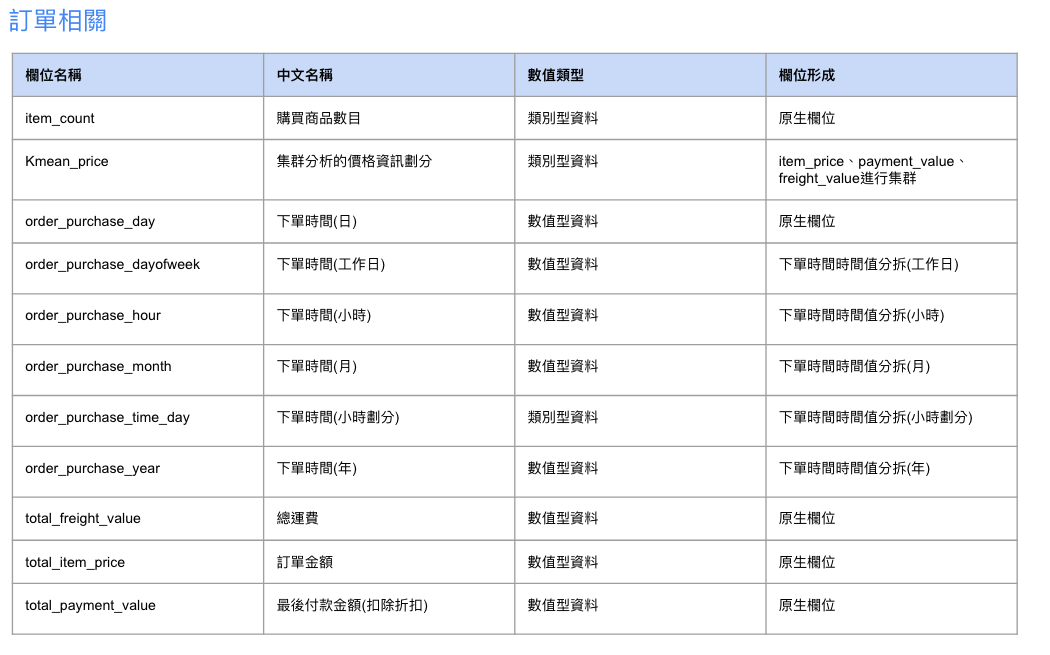 訂單相關
欄位名稱 中文名稱 數值類型 欄位形成
item_count 購買商品數目 類別型資料 原生欄位
Kmean_price 集群分析的價格資訊劃分 類別型資料 item_price、payment_value、
freight_value進行集群
order_purchase_day 下單時間(日) 數值型資料 原生欄位
order_purchase_dayofweek 下單時間(工作日) 數值型資料 下單時間時間值分拆(工作日)
order_purchase_hour 下單時間(小時) 數值型資料 下單時間時間值分拆(小時)
order_purchase_month 下單時間(月) 數值型資料 下單時間時間值分拆(月)
order_purchase_time_day 下單時間(小時劃分) 類別型資料 下單時間時間值分拆(小時劃分)
order_purchase_year 下單時間(年) 數值型資料 下單時間時間值分拆(年)
total_freight_value 總運費 數值型資料 原生欄位
total_item_price 訂單金額 數值型資料 原生欄位
total_payment_value 最後付款金額(扣除折扣) 數值型資料 原生欄位